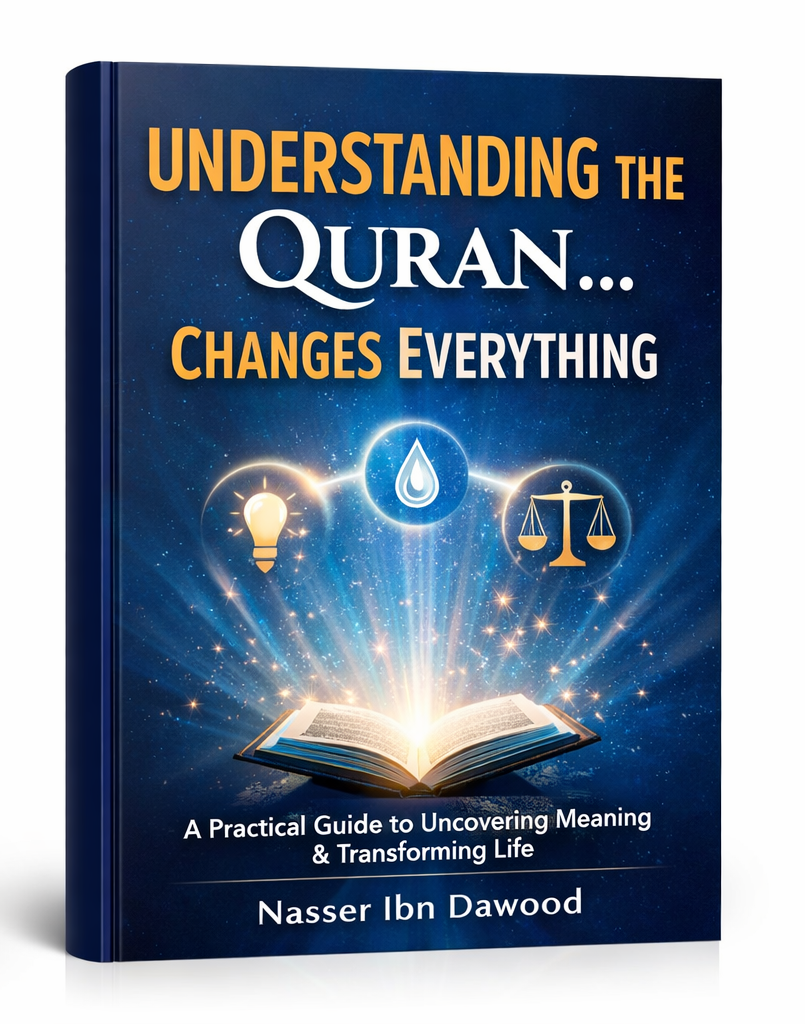 UNDERSTANDING THE
QURAN...
CHANGES EVERYTHING
A Practical Guide to Uncovering Meaning
& Transforming Life
Nasser Ibn Dawood